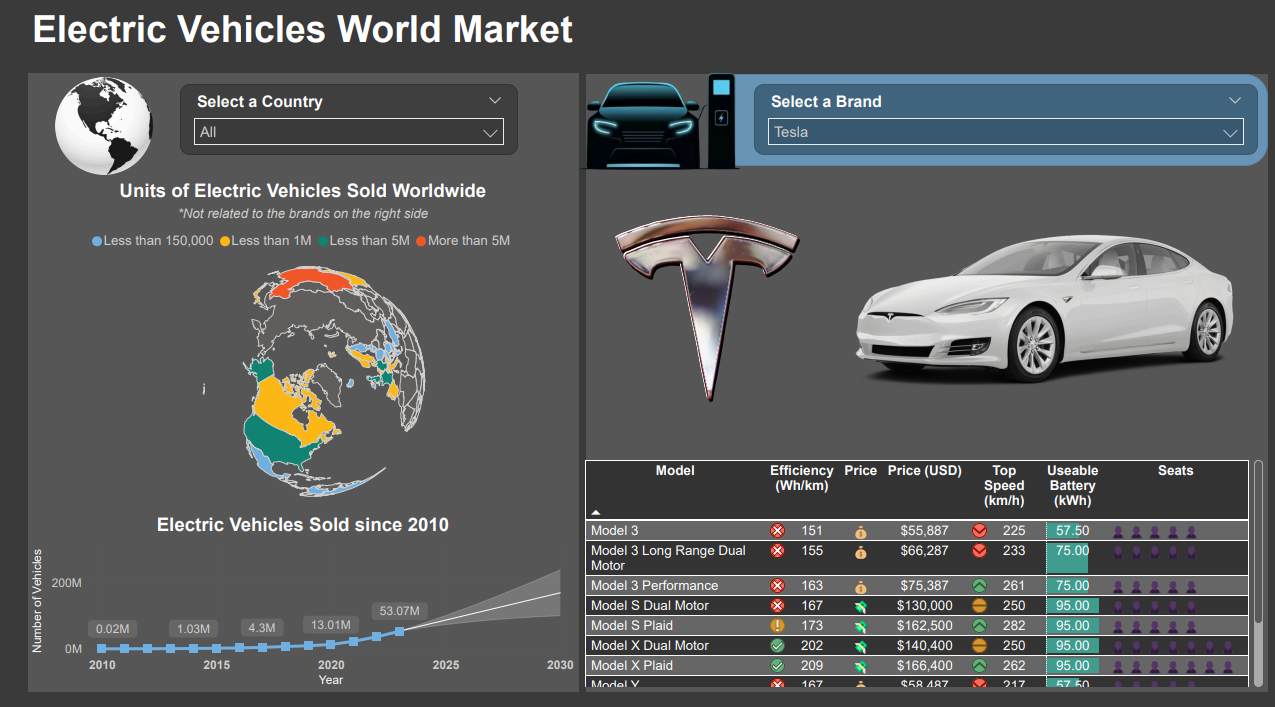 Electric Vehicles World Market
Select a Country
All
Units of Electric Vehicles Sold Worldwide
*Not related to the brands on the right side
Less than 150,000 Less than 1M Less than 5M More than 5M
Electric Vehicles Sold since 2010
Number of Vehicles
200M
0M
0.02M 1.03M 4.3M 13.01M 53.07M
2010 2015 2020 2025 2030
Year
Select a Brand
Tesla
Model Efficiency (Wh/km) Price Price (USD) Top Speed (km/h) Useable Battery (kWh) Seats
Model 3 151 $55,887 225 57.50
Model 3 Long Range Dual Motor 155 $66,287 233 75.00
Model 3 Performance 163 $75,387 261 75.00
Model S Dual Motor 167 $130,000 250 95.00
Model S Plaid 173 $162,500 282 95.00
Model X Dual Motor 202 $140,400 250 95.00
Model X Plaid 209 $166,400 262 95.00
Model Y 167 $58,487 217 57.50